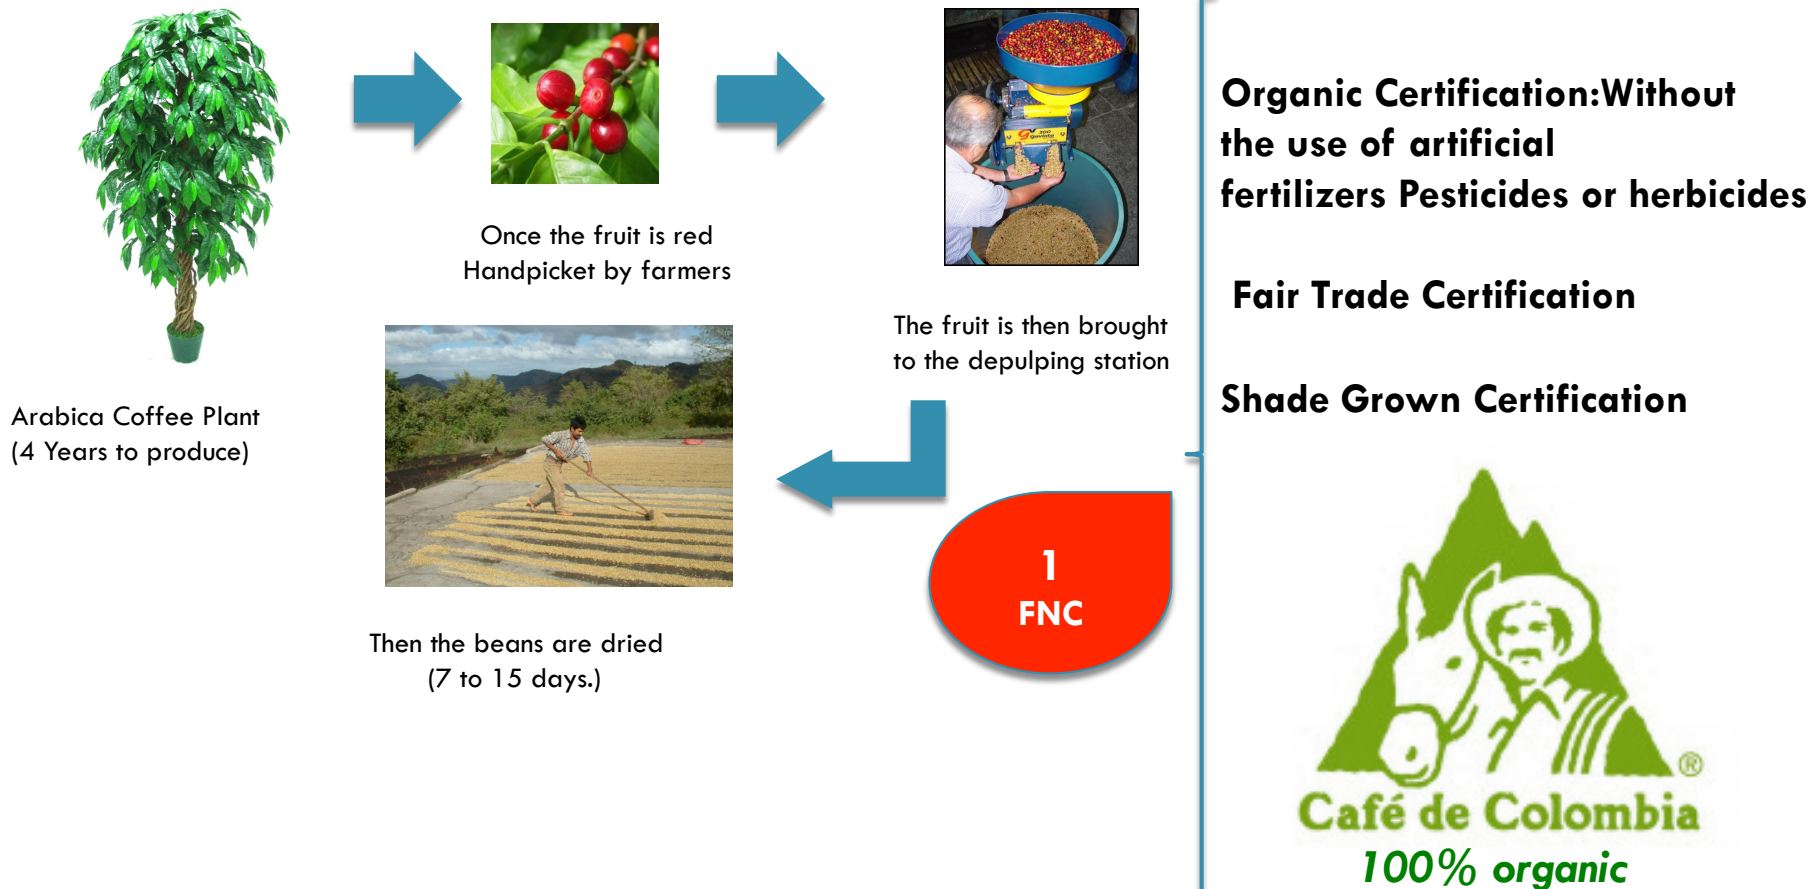 Arabica Coffee Plant
(4 Years to produce)
Once the fruit is red
Handpicket by farmers
The fruit is then brought
to the depulping station
Then the beans are dried
(7 to 15 days.)
1
FNC
Organic Certification:Without
the use of artificial
fertilizers Pesticides or herbicides
Fair Trade Certification
Shade Grown Certification
®
Café de Colombia
100% organic